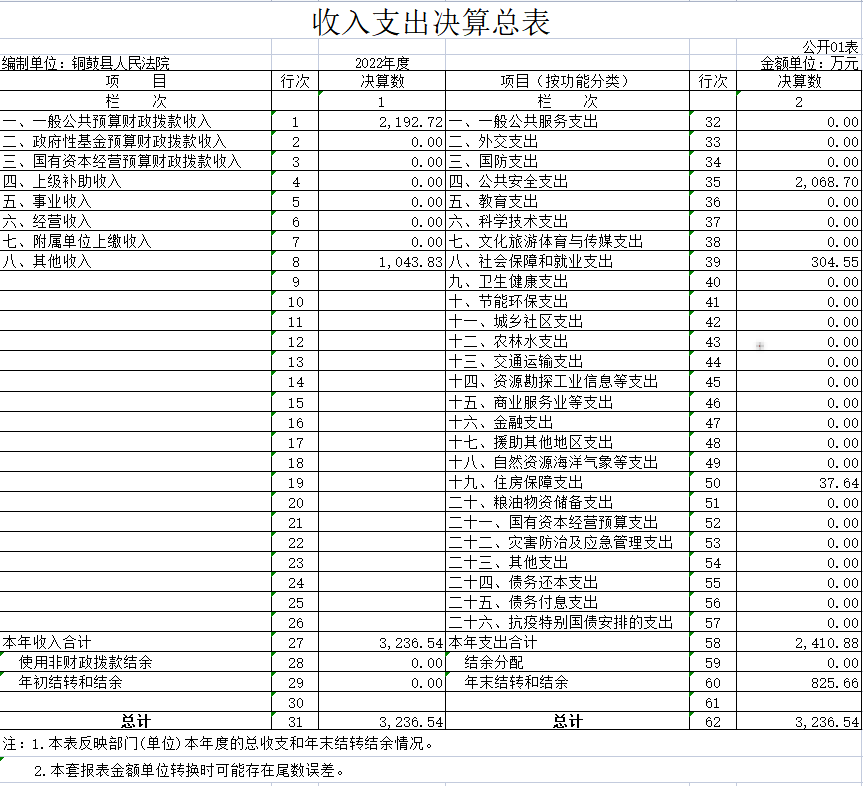 收入支出决算总表
公开01表
编制单位：铜鼓县人民法院 2022年度 金额单位：万元
项 目 行次 决算数 项目（按功能分类） 行次 决算数
栏 次 1 栏 次 2
一、一般公共预算财政拨款收入 1 2,192.72 一、一般公共服务支出 32 0.00
二、政府性基金预算财政拨款收入 2 0.00 二、外交支出 33 0.00
三、国有资本经营预算财政拨款收入 3 0.00 三、国防支出 34 0.00
四、上级补助收入 4 0.00 四、公共安全支出 35 2,068.70
五、事业收入 5 0.00 五、教育支出 36 0.00
六、经营收入 6 0.00 六、科学技术支出 37 0.00
七、附属单位上缴收入 7 0.00 七、文化旅游体育与传媒支出 38 0.00
八、其他收入 8 1,043.83 八、社会保障和就业支出 39 304.55
9 九、卫生健康支出 40 0.00
10 十、节能环保支出 41 0.00
11 十一、城乡社区支出 42 0.00
12 十二、农林水支出 43 0.00
13 十三、交通运输支出 44 0.00
14 十四、资源勘探工业信息等支出 45 0.00
15 十五、商业服务业等支出 46 0.00
16 十六、金融支出 47 0.00
17 十七、援助其他地区支出 48 0.00
18 十八、自然资源海洋气象等支出 49 0.00
19 十九、住房保障支出 50 37.64
20 二十、粮油物资储备支出 51 0.00
21 二十一、国有资本经营预算支出 52 0.00
22 二十二、灾害防治及应急管理支出 53 0.00
23 二十三、其他支出 54 0.00
24 二十四、债务还本支出 55 0.00
25 二十五、债务付息支出 56 0.00
26 二十六、抗疫特别国债安排的支出 57 0.00
本年收入合计 27 3,236.54 本年支出合计 58 2,410.88
使用非财政拨款结余 28 0.00 结余分配 59 0.00
年初结转和结余 29 0.00 年末结转和结余 60 825.66
30 61
总计 31 3,236.54 总计 62 3,236.54
注：1.本表反映部门(单位)本年度的总收支和年末结转结余情况。
2.本套报表金额单位转换时可能存在尾数误差。